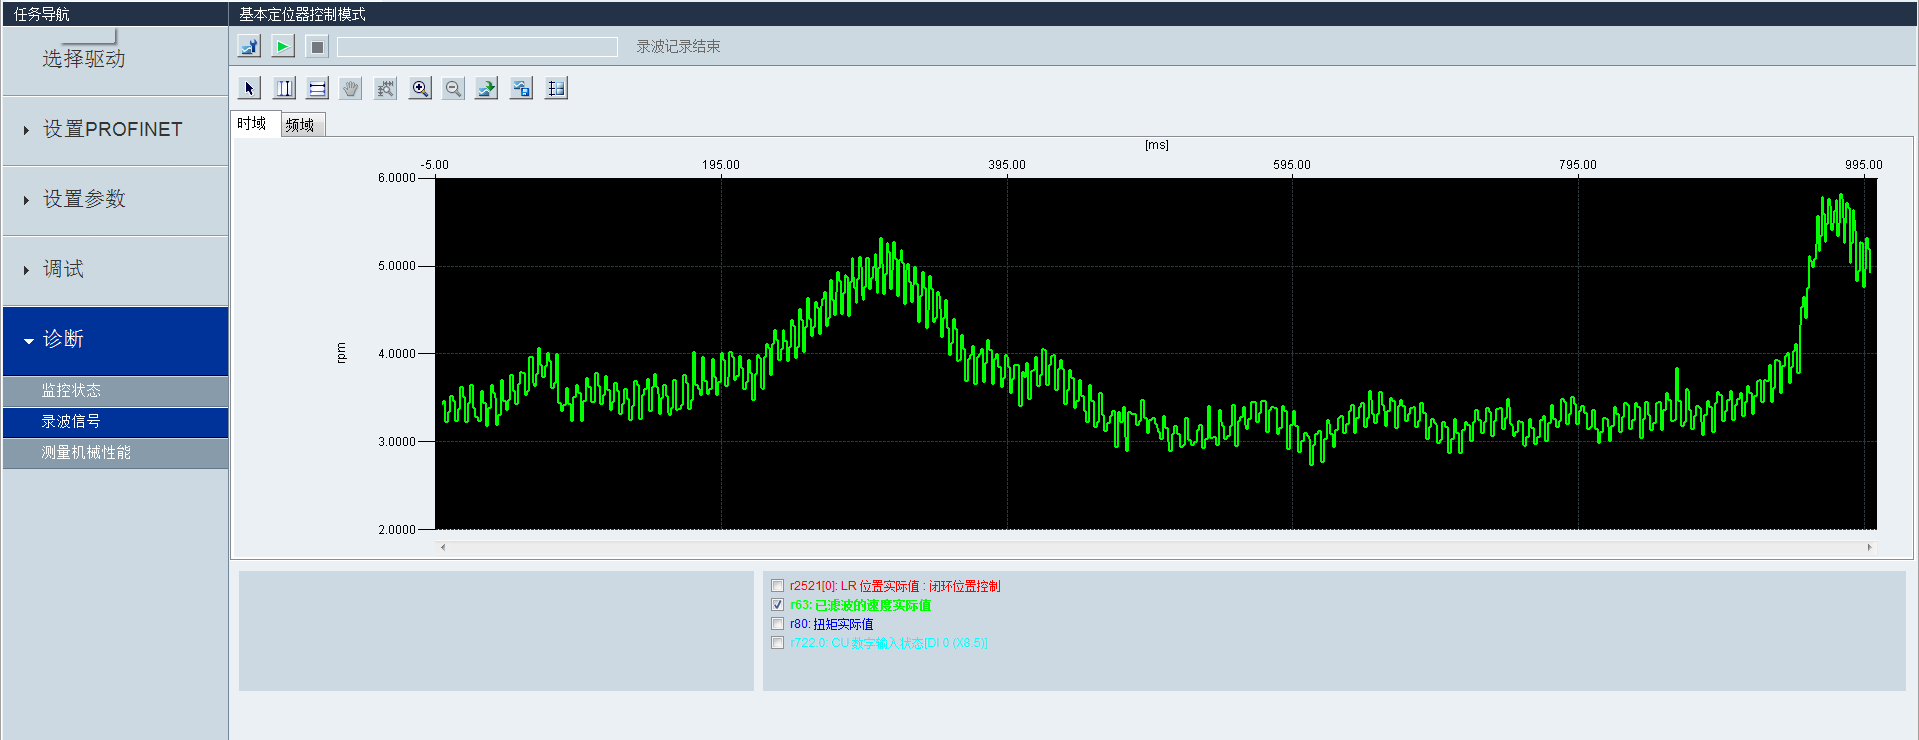 任务导航
基本定位器控制模式
选择驱动
录波记录结束
设置PROFINET
时域
频域
[ms]
-5.00
195.00
395.00
595.00
795.00
995.00
6.0000
设置参数
5.0000
调试
rpm
诊断
4.0000
监控状态
录波信号
3.0000
测量机械性能
2.0000
r2521[0]: LR 位置实际值 : 闭环位置控制
r63: 已滤波的速度实际值
r80: 扭矩实际值
r722.0: CU 数字输入状态[DI 0 (X8.5)]